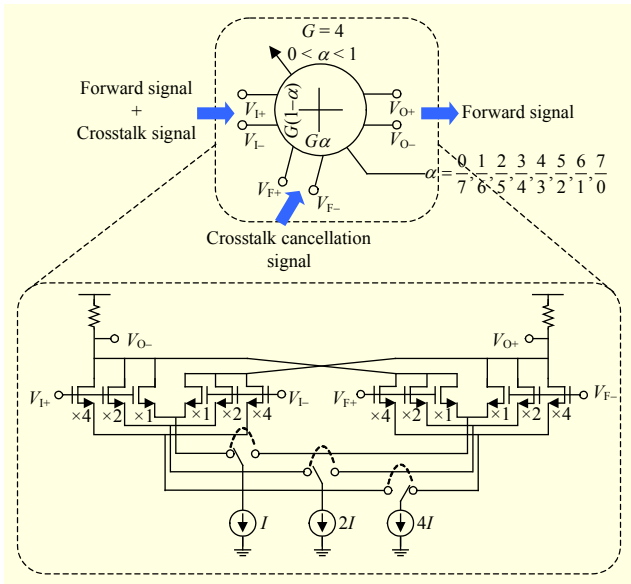 G = 4
0 < α < 1
Forward signal
+
Crosstalk signal
V_I+
V_I−
G(1−α)
Gα
V_O+
V_O−
Forward signal
V_F+
V_F−
α = 0/7, 1/6, 2/5, 3/4, 4/3, 5/2, 6/1, 7/0
Crosstalk cancellation
signal
V_O− V_O+
V_I+ ×4 ×2 ×1 ×1 ×2 ×4 V_I− V_F+ ×4 ×2 ×1 ×1 ×2 ×4 V_F−
I 2I 4I